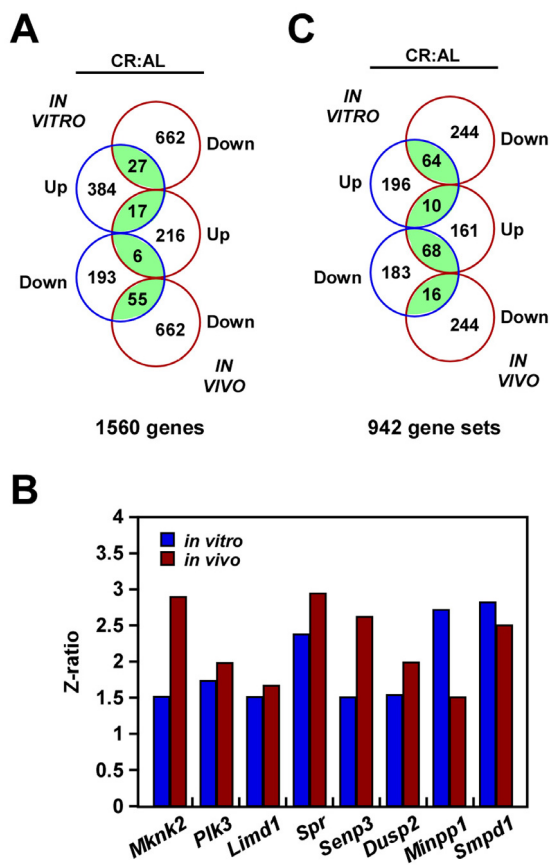 A
CR:AL
IN
VITRO
662
Down
27
Up
384
17
216
Up
6
Down
193
55
662
Down
IN
VIVO
1560 genes
C
CR:AL
IN
VITRO
244
Down
64
Up
196
10
161
Up
68
Down
183
16
244
Down
IN
VIVO
942 gene sets
B
4
3.5
3
2.5
2
1.5
1
0.5
0
Z-ratio
in vitro
in vivo
Mknk2
Plk3
Limd1
Spr
Senp3
Dusp2
Minpp1
Smpd1